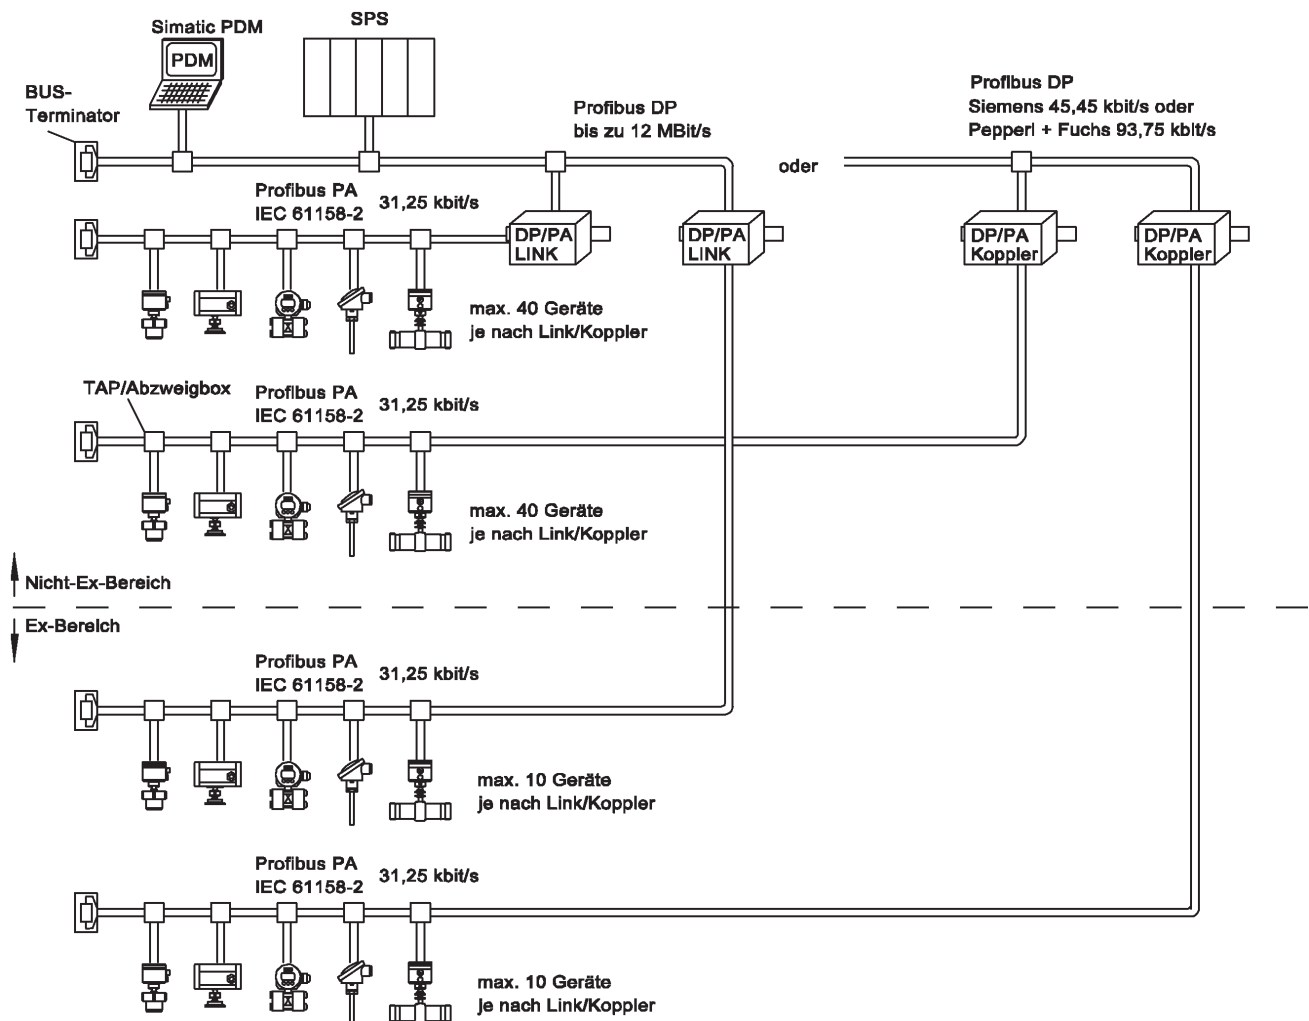 Simatic PDM
SPS
PDM
BUS-
Terminator
Profibus DP
bis zu 12 MBit/s
Profibus DP
Siemens 45,45 kbit/s oder
Pepperl + Fuchs 93,75 kbit/s
oder
Profibus PA
IEC 61158-2
31,25 kbit/s
DP/PA
LINK
DP/PA
LINK
DP/PA
Koppler
DP/PA
Koppler
max. 40 Geräte
je nach Link/Koppler
TAP/Abzweigbox
Profibus PA
IEC 61158-2
31,25 kbit/s
max. 40 Geräte
je nach Link/Koppler
Nicht-Ex-Bereich
Ex-Bereich
Profibus PA
IEC 61158-2
31,25 kbit/s
max. 10 Geräte
je nach Link/Koppler
Profibus PA
IEC 61158-2
31,25 kbit/s
max. 10 Geräte
je nach Link/Koppler